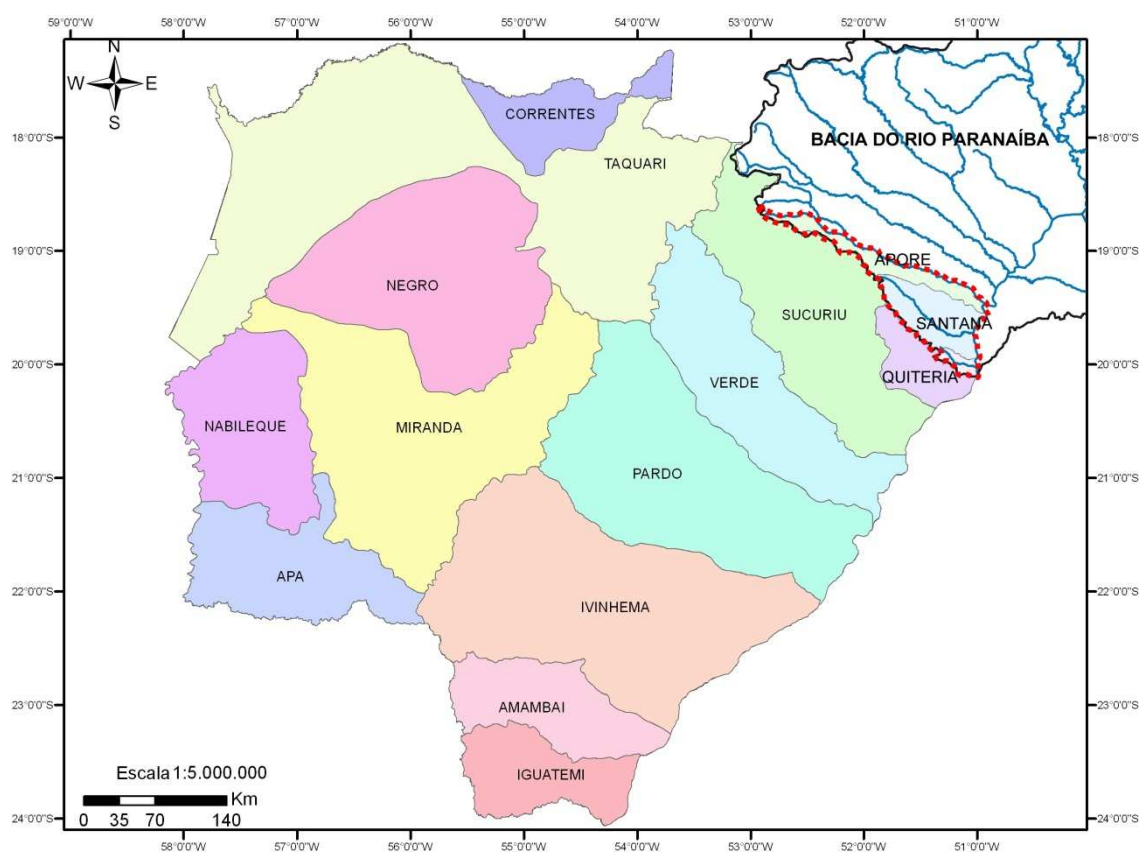 59°0'0"W 58°0'0"W 57°0'0"W 56°0'0"W 55°0'0"W 54°0'0"W 53°0'0"W 52°0'0"W 51°0'0"W
N
W E
S
CORRENTES
18°0'0"S 18°0'0"S
BACIA DO RIO PARANAÍBA
TAQUARI
19°0'0"S 19°0'0"S
APORE
NEGRO
SUCURIU
SANTANA
20°0'0"S 20°0'0"S
QUITERIA
VERDE
NABILEQUE
MIRANDA
21°0'0"S 21°0'0"S
PARDO
APA
22°0'0"S 22°0'0"S
IVINHEMA
23°0'0"S 23°0'0"S
AMAMBAI
IGUATEMI
Escala 1:5.000.000
Km
0 35 70 140
24°0'0"S 24°0'0"S
58°0'0"W 57°0'0"W 56°0'0"W 55°0'0"W 54°0'0"W 53°0'0"W 52°0'0"W 51°0'0"W